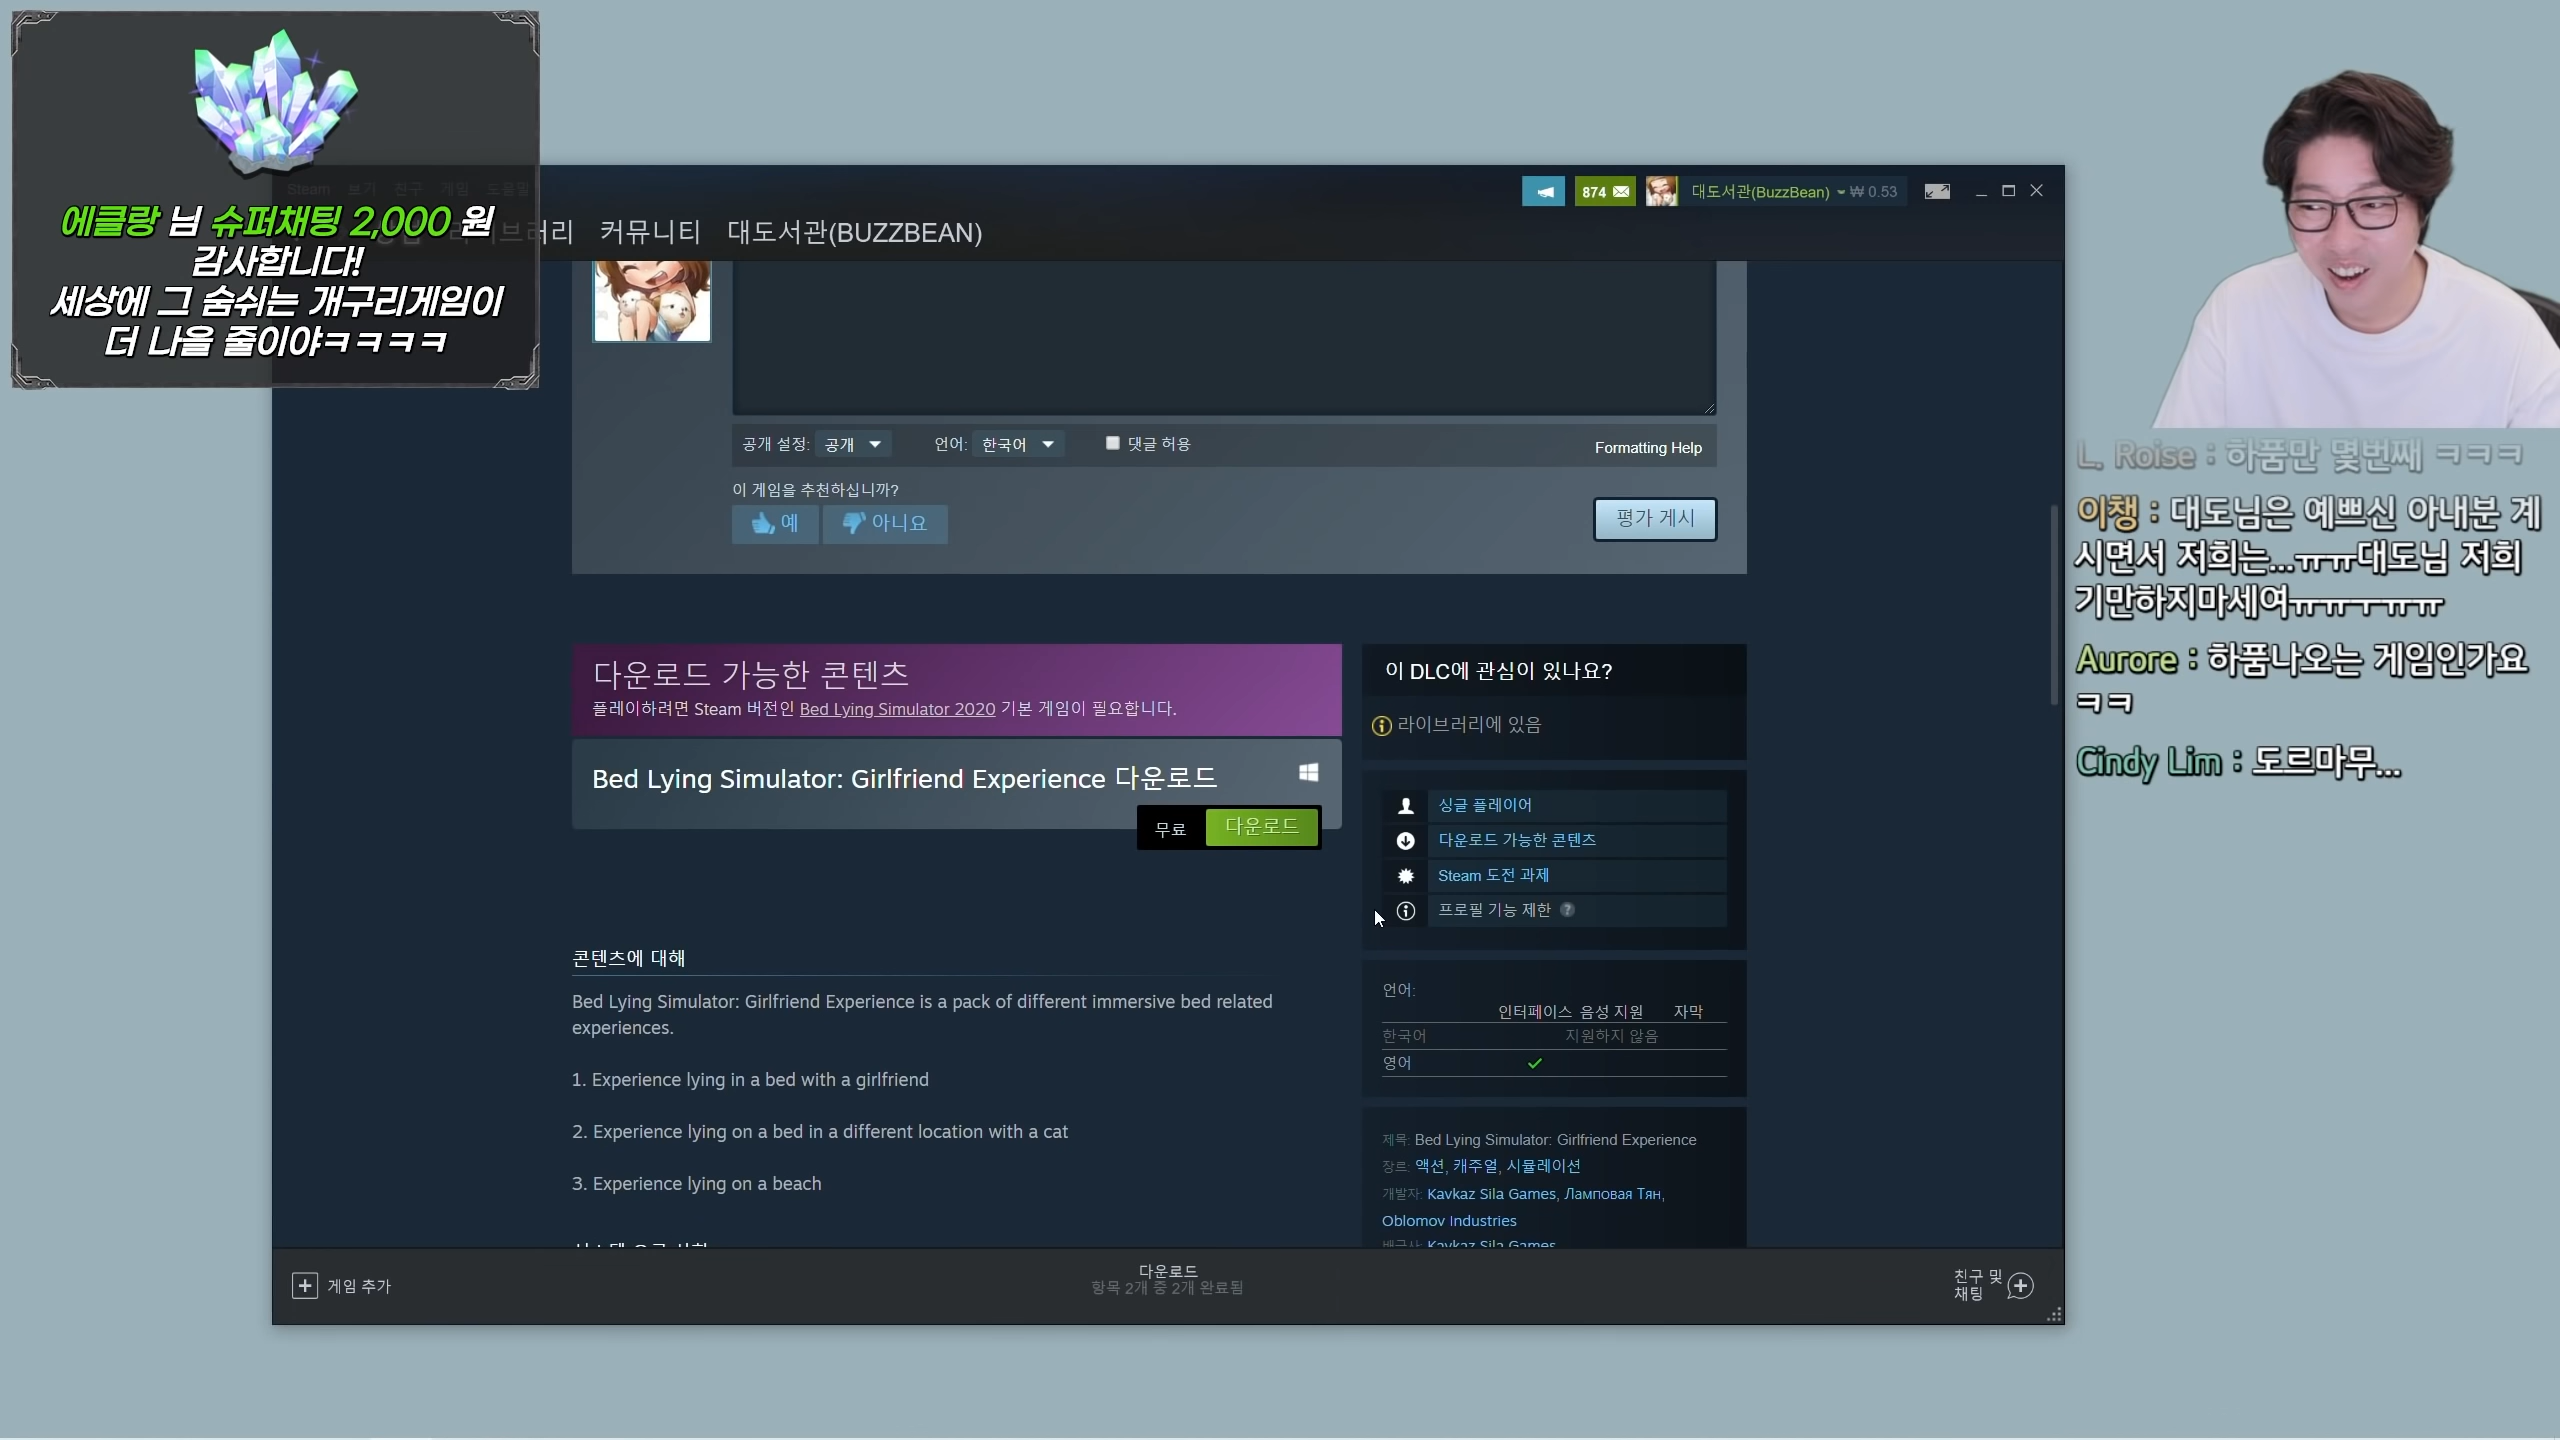 에클랑 님 슈퍼채팅 2,000 원
감사합니다!
세상에 그 숨쉬는 개구리게임이
더 나을 줄이야ㅋㅋㅋㅋ
Steam 보기 친구 게임 도움말
874
대도서관(BuzzBean) ₩ 0.53
커뮤니티 대도서관(BUZZBEAN)
공개 설정: 공개 언어: 한국어 댓글 허용 Formatting Help
이 게임을 추천하십니까?
예 아니요 평가 게시
다운로드 가능한 콘텐츠
플레이하려면 Steam 버전인 Bed Lying Simulator 2020 기본 게임이 필요합니다.
Bed Lying Simulator: Girlfriend Experience 다운로드
무료 다운로드
콘텐츠에 대해
Bed Lying Simulator: Girlfriend Experience is a pack of different immersive bed related
experiences.
1. Experience lying in a bed with a girlfriend
2. Experience lying on a bed in a different location with a cat
3. Experience lying on a beach
이 DLC에 관심이 있나요?
라이브러리에 있음
싱글 플레이어
다운로드 가능한 콘텐츠
Steam 도전 과제
프로필 기능 제한 ?
언어:
인터페이스 음성 지원 자막
한국어 지원하지 않음
영어 ✓
제목: Bed Lying Simulator: Girlfriend Experience
장르: 액션, 캐주얼, 시뮬레이션
개발자: Kavkaz Sila Games, Ламповая Тян,
Oblomov Industries
배급사: Kavkaz Sila Games
게임 추가
다운로드
항목 2개 중 2개 완료됨
친구 및
채팅
L. Roise : 하품만 몇번째 ㅋㅋㅋ
이챙 : 대도님은 예쁘신 아내분 계
시면서 저희는...ㅠㅠ대도님 저희
기만하지마세여ㅠㅠㅜㅠㅠ
Aurore : 하품나오는 게임인가요
ㅋㅋ
Cindy Lim : 도르마무...